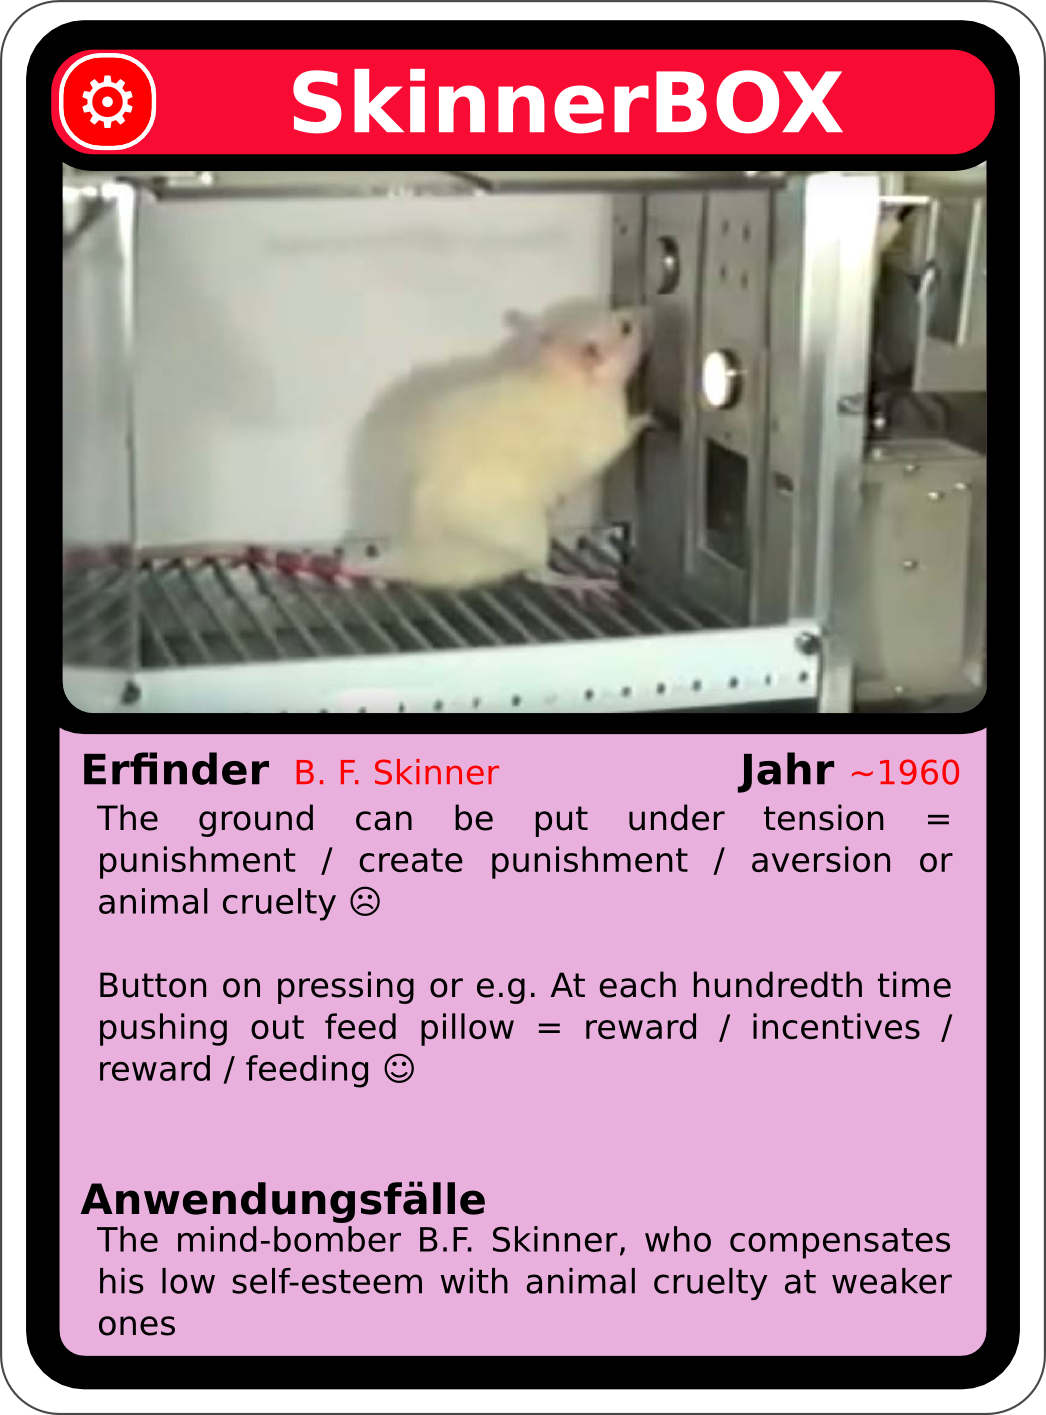 SkinnerBOX
Erfinder B. F. Skinner Jahr ~1960
The ground can be put under tension =
punishment / create punishment / aversion or
animal cruelty ☹
Button on pressing or e.g. At each hundredth time
pushing out feed pillow = reward / incentives /
reward / feeding ☺
Anwendungsfälle
The mind-bomber B.F. Skinner, who compensates
his low self-esteem with animal cruelty at weaker
ones